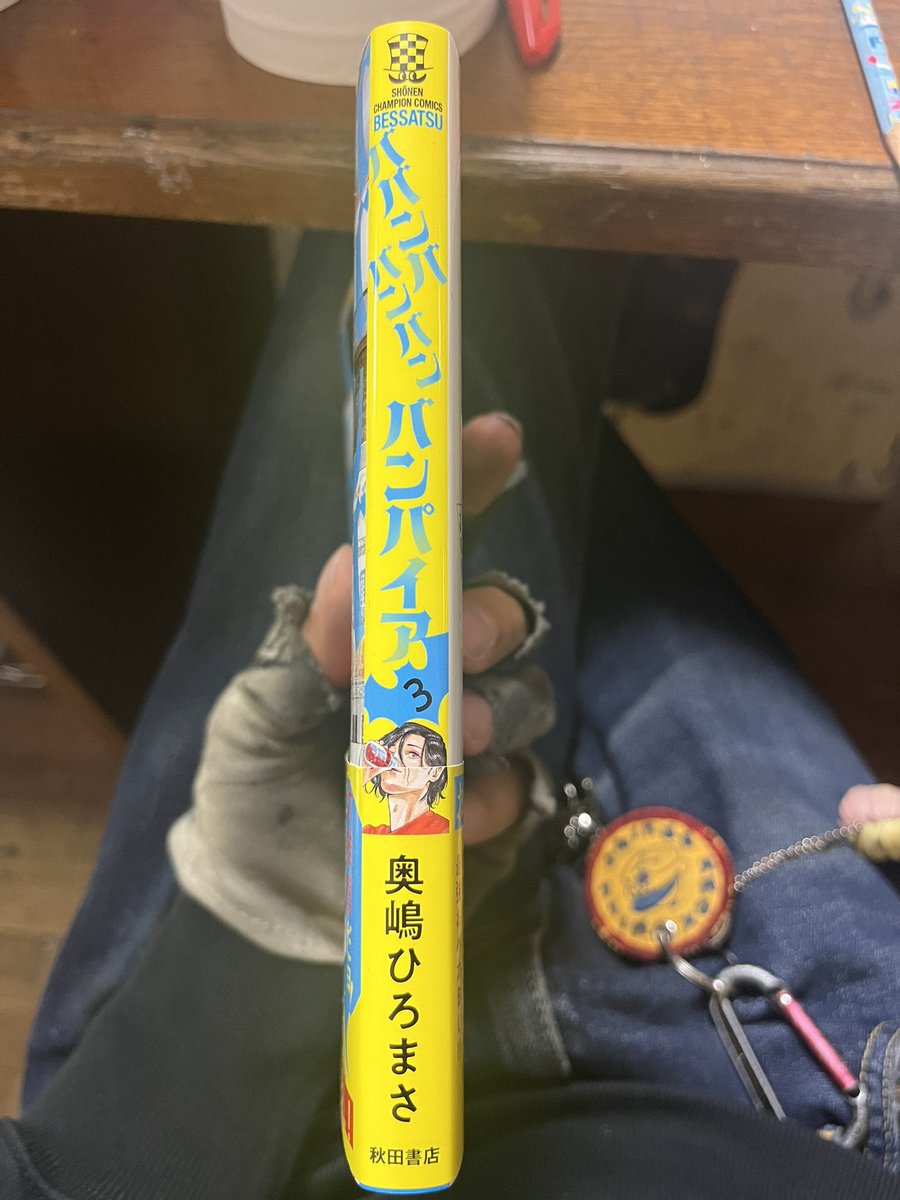 SHŌNEN
CHAMPION COMICS
BESSATSU
ババンババンバンバンパイア
3
奥嶋ひろまさ
秋田書店